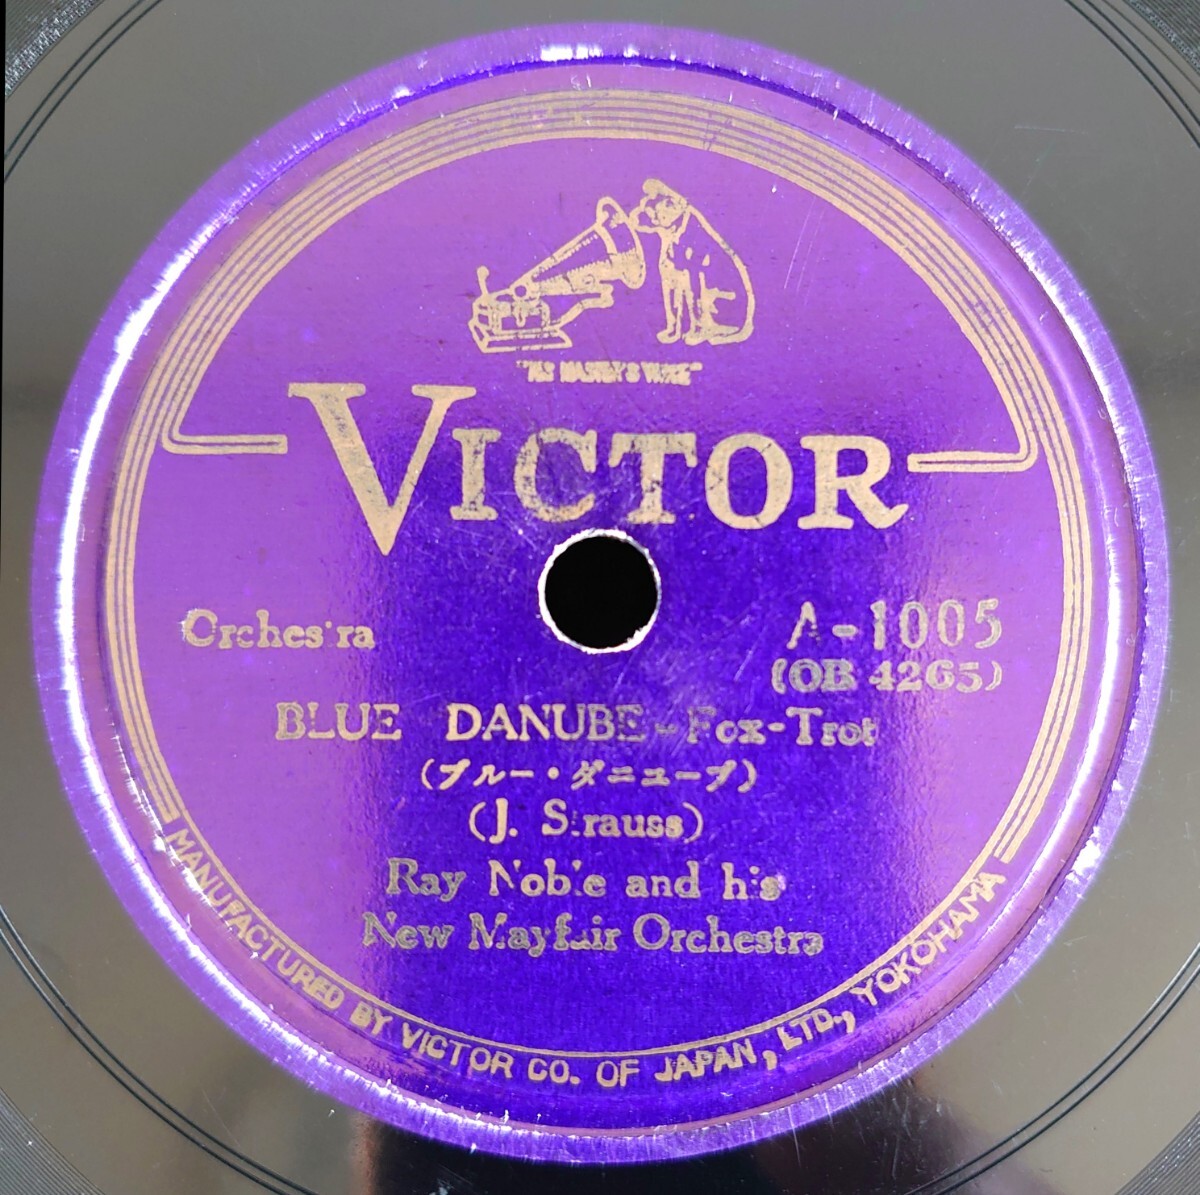 "HIS MASTER'S VOICE"
VICTOR
Orchestra
A-1005
(OB 4265)
BLUE DANUBE - Fox-Trot
(ブルー・ダニューブ)
(J. Strauss)
Ray Noble and his
New Mayfair Orchestra
MANUFACTURED BY VICTOR CO. OF JAPAN, LTD., YOKOHAMA